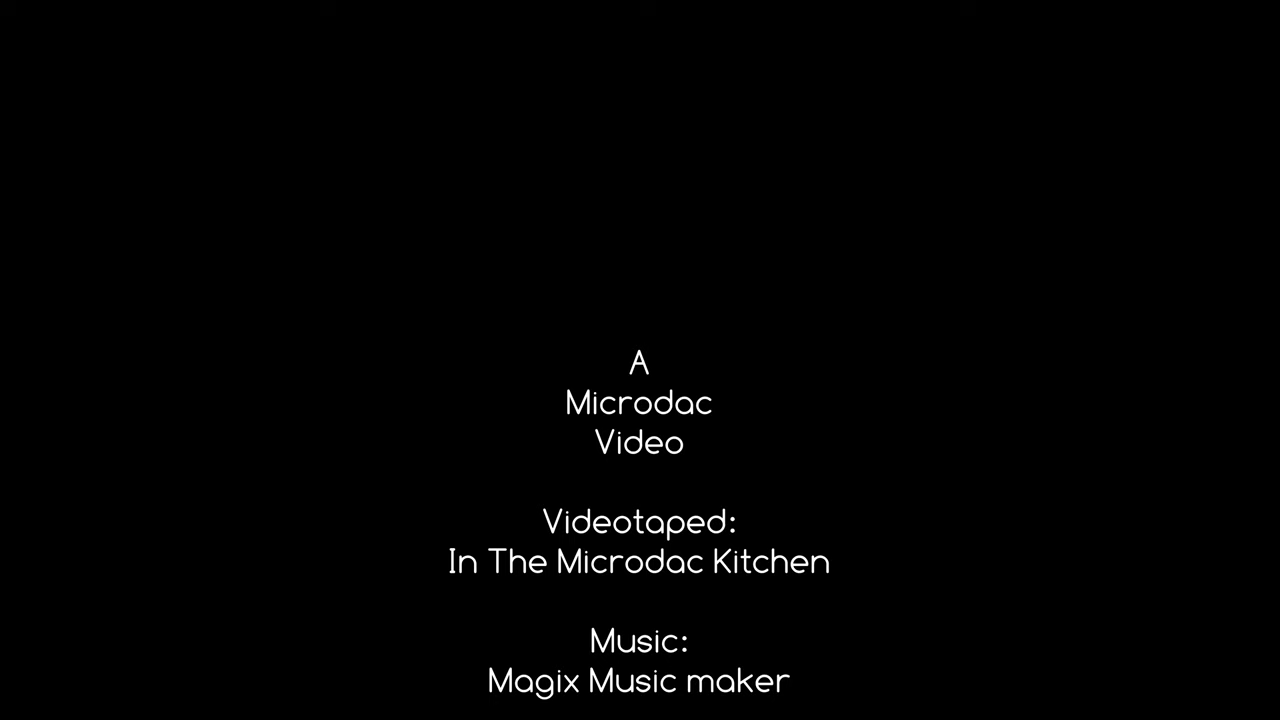 A
Microdac
Video
Videotaped:
In The Microdac Kitchen
Music:
Magix Music maker